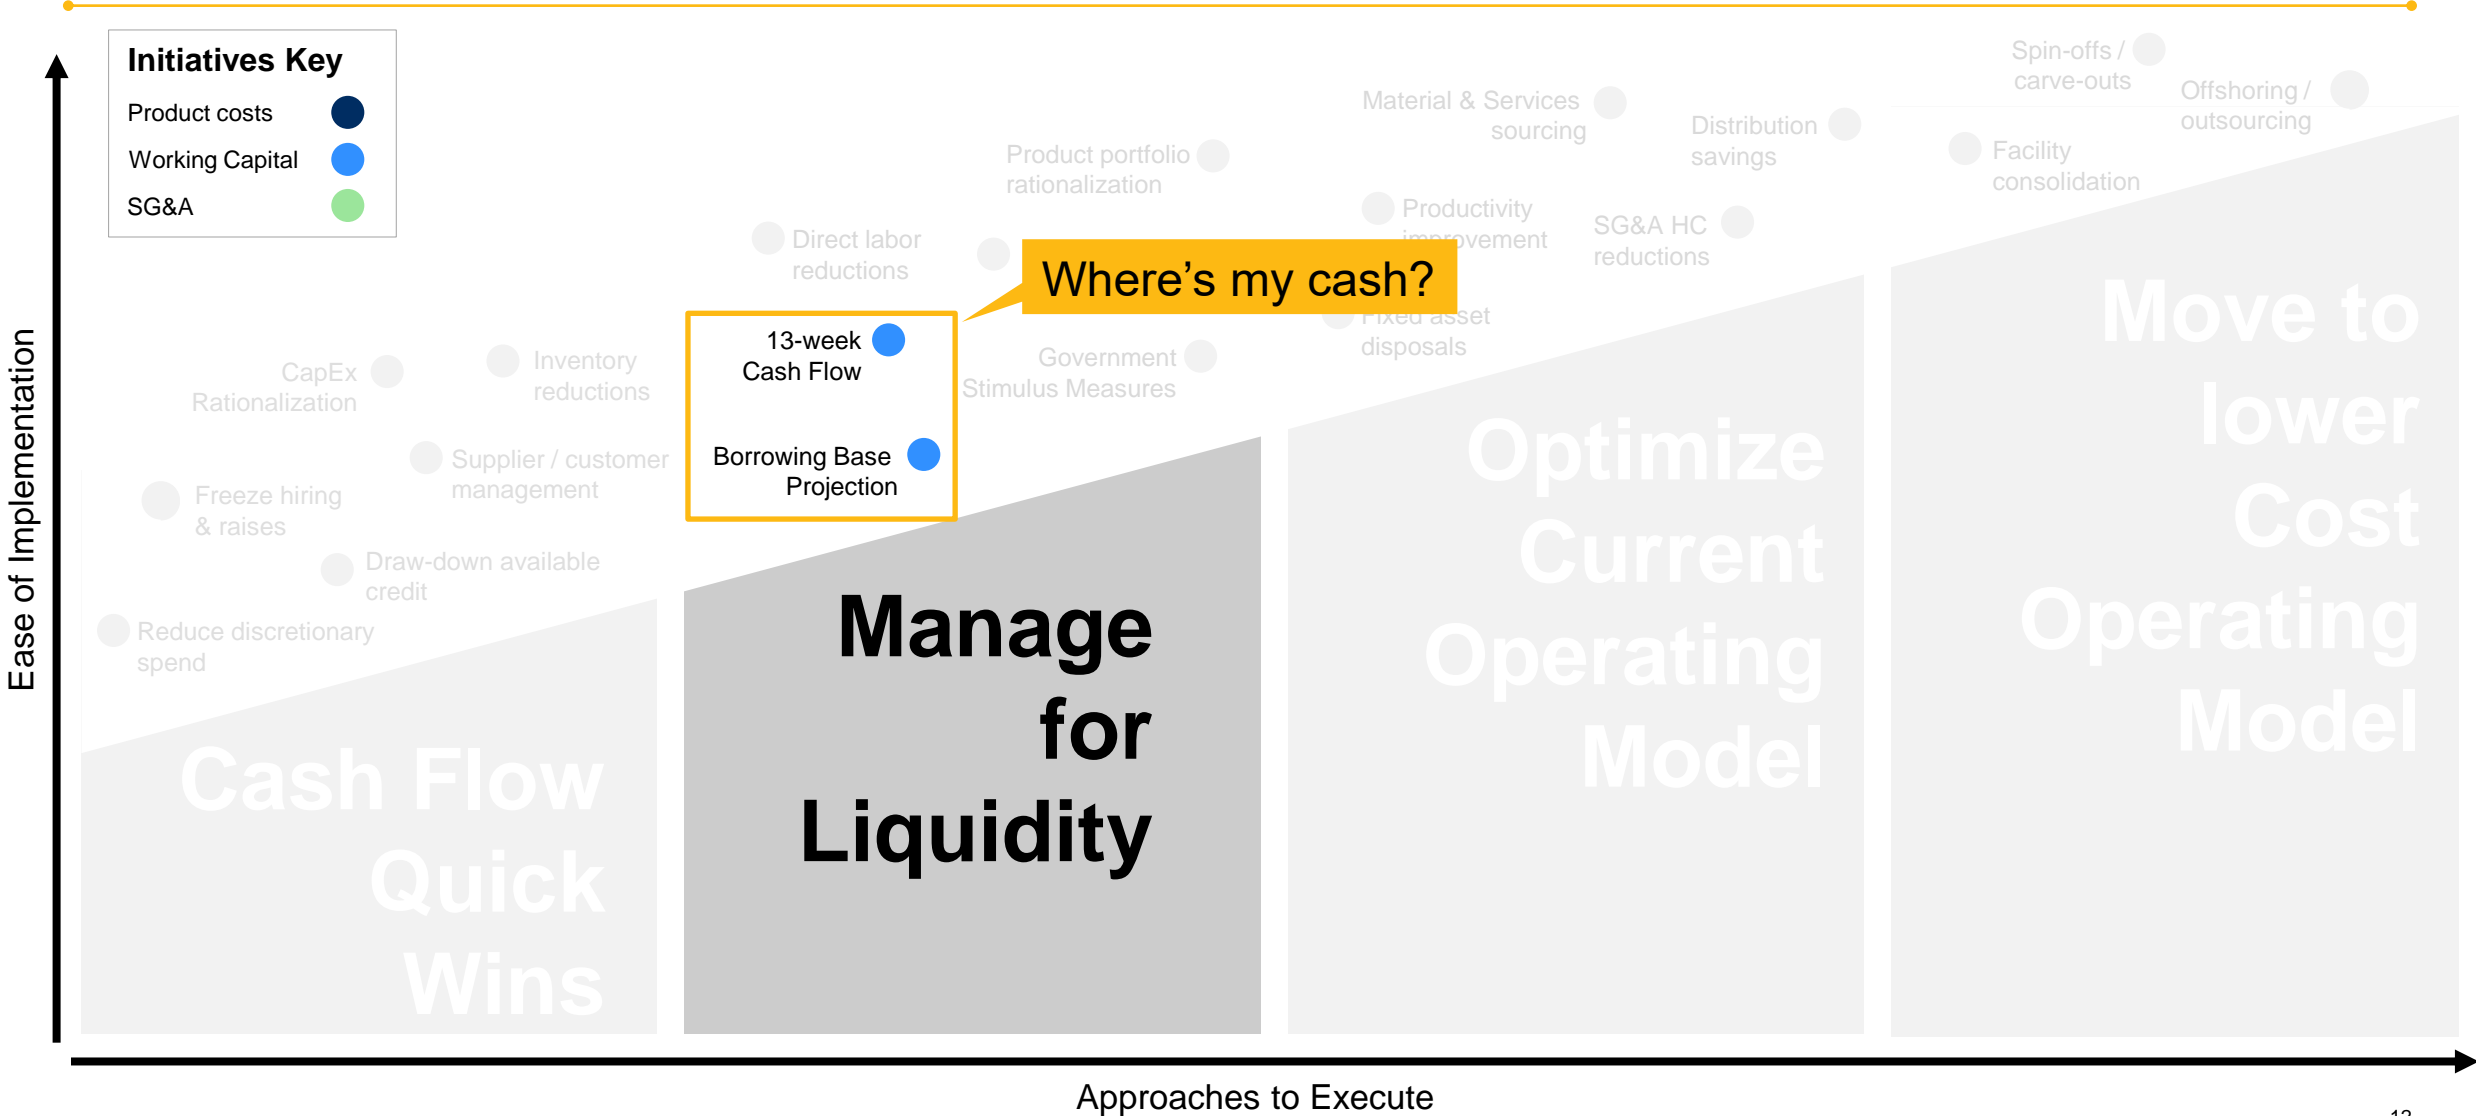 Initiatives Key
Product costs
Working Capital
SG&A
Ease of Implementation
Spin-offs /
carve-outs
Offshoring /
outsourcing
Material & Services
sourcing
Distribution
savings
Facility
consolidation
Product portfolio
rationalization
Productivity
improvement
SG&A HC
reductions
Direct labor
reductions
Where's my cash?
Fixed asset
disposals
13-week
Cash Flow
Government
Stimulus Measures
CapEx
Rationalization
Inventory
reductions
Borrowing Base
Projection
Supplier / customer
management
Freeze hiring
& raises
Draw-down available
credit
Reduce discretionary
spend
Cash Flow
Quick
Wins
Manage
for
Liquidity
Optimize
Current
Operating
Model
Move to
lower
Cost
Operating
Model
Approaches to Execute